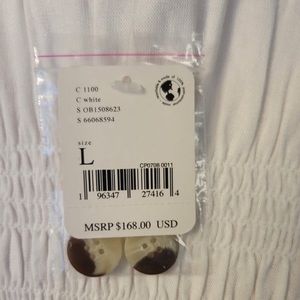 C 1100
C white
S OB1508623
S 66068594
size
L
CP0708 0011
1 96347 27416 4
MSRP $168.00 USD